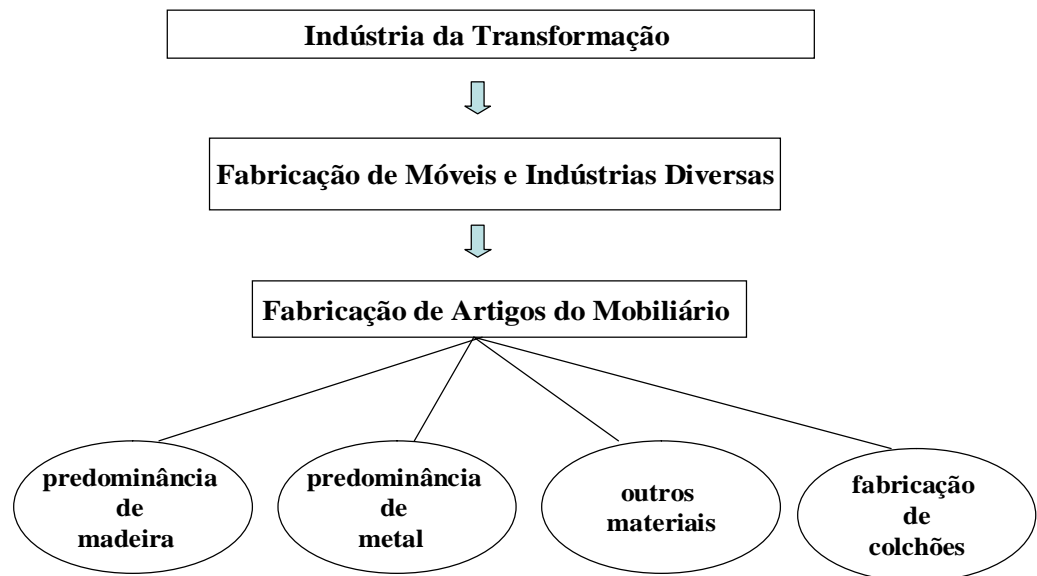 Indústria da Transformação
Fabricação de Móveis e Indústrias Diversas
Fabricação de Artigos do Mobiliário
predominância
de
madeira
predominância
de
metal
outros
materiais
fabricação
de
colchões